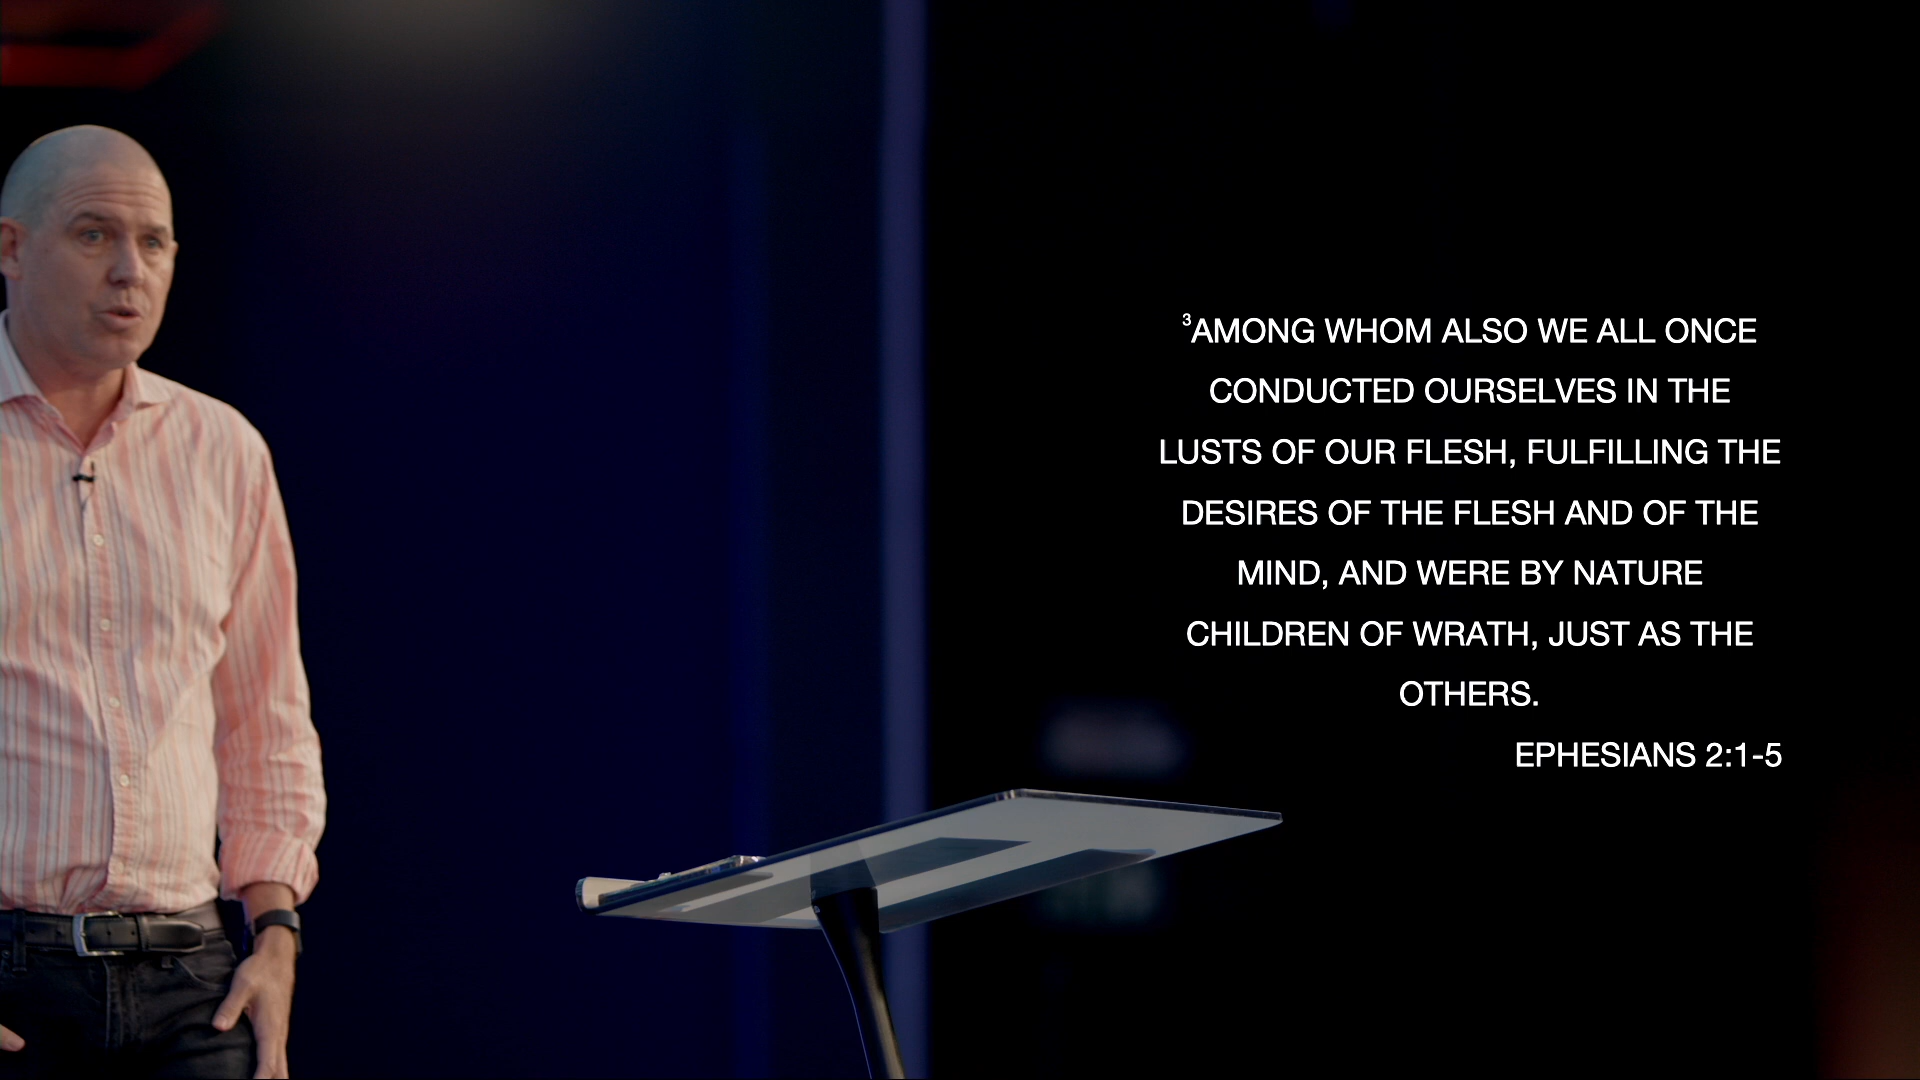 ³AMONG WHOM ALSO WE ALL ONCE
CONDUCTED OURSELVES IN THE
LUSTS OF OUR FLESH, FULFILLING THE
DESIRES OF THE FLESH AND OF THE
MIND, AND WERE BY NATURE
CHILDREN OF WRATH, JUST AS THE
OTHERS.
EPHESIANS 2:1-5